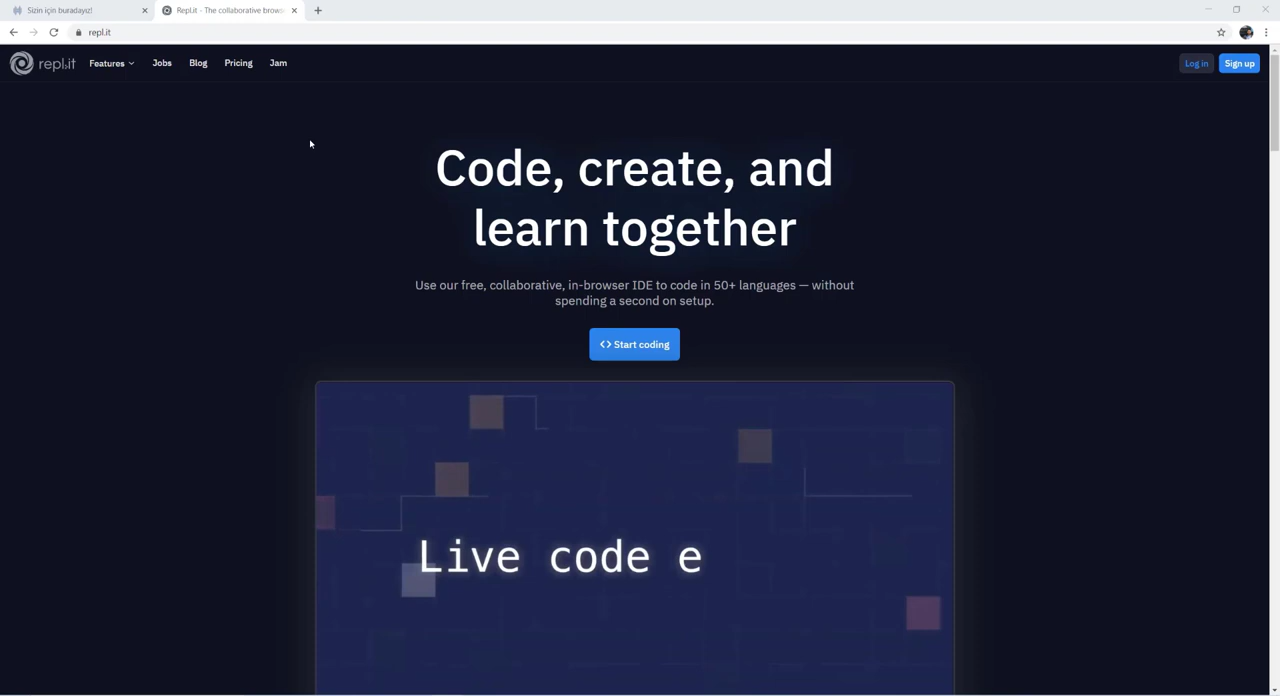 Sizin için buradayız!
Repl.it - The collaborative brows
repl.it
repl.it
Features
Jobs
Blog
Pricing
Jam
Log in
Sign up
Code, create, and
learn together
Use our free, collaborative, in-browser IDE to code in 50+ languages — without
spending a second on setup.
<> Start coding
Live code e